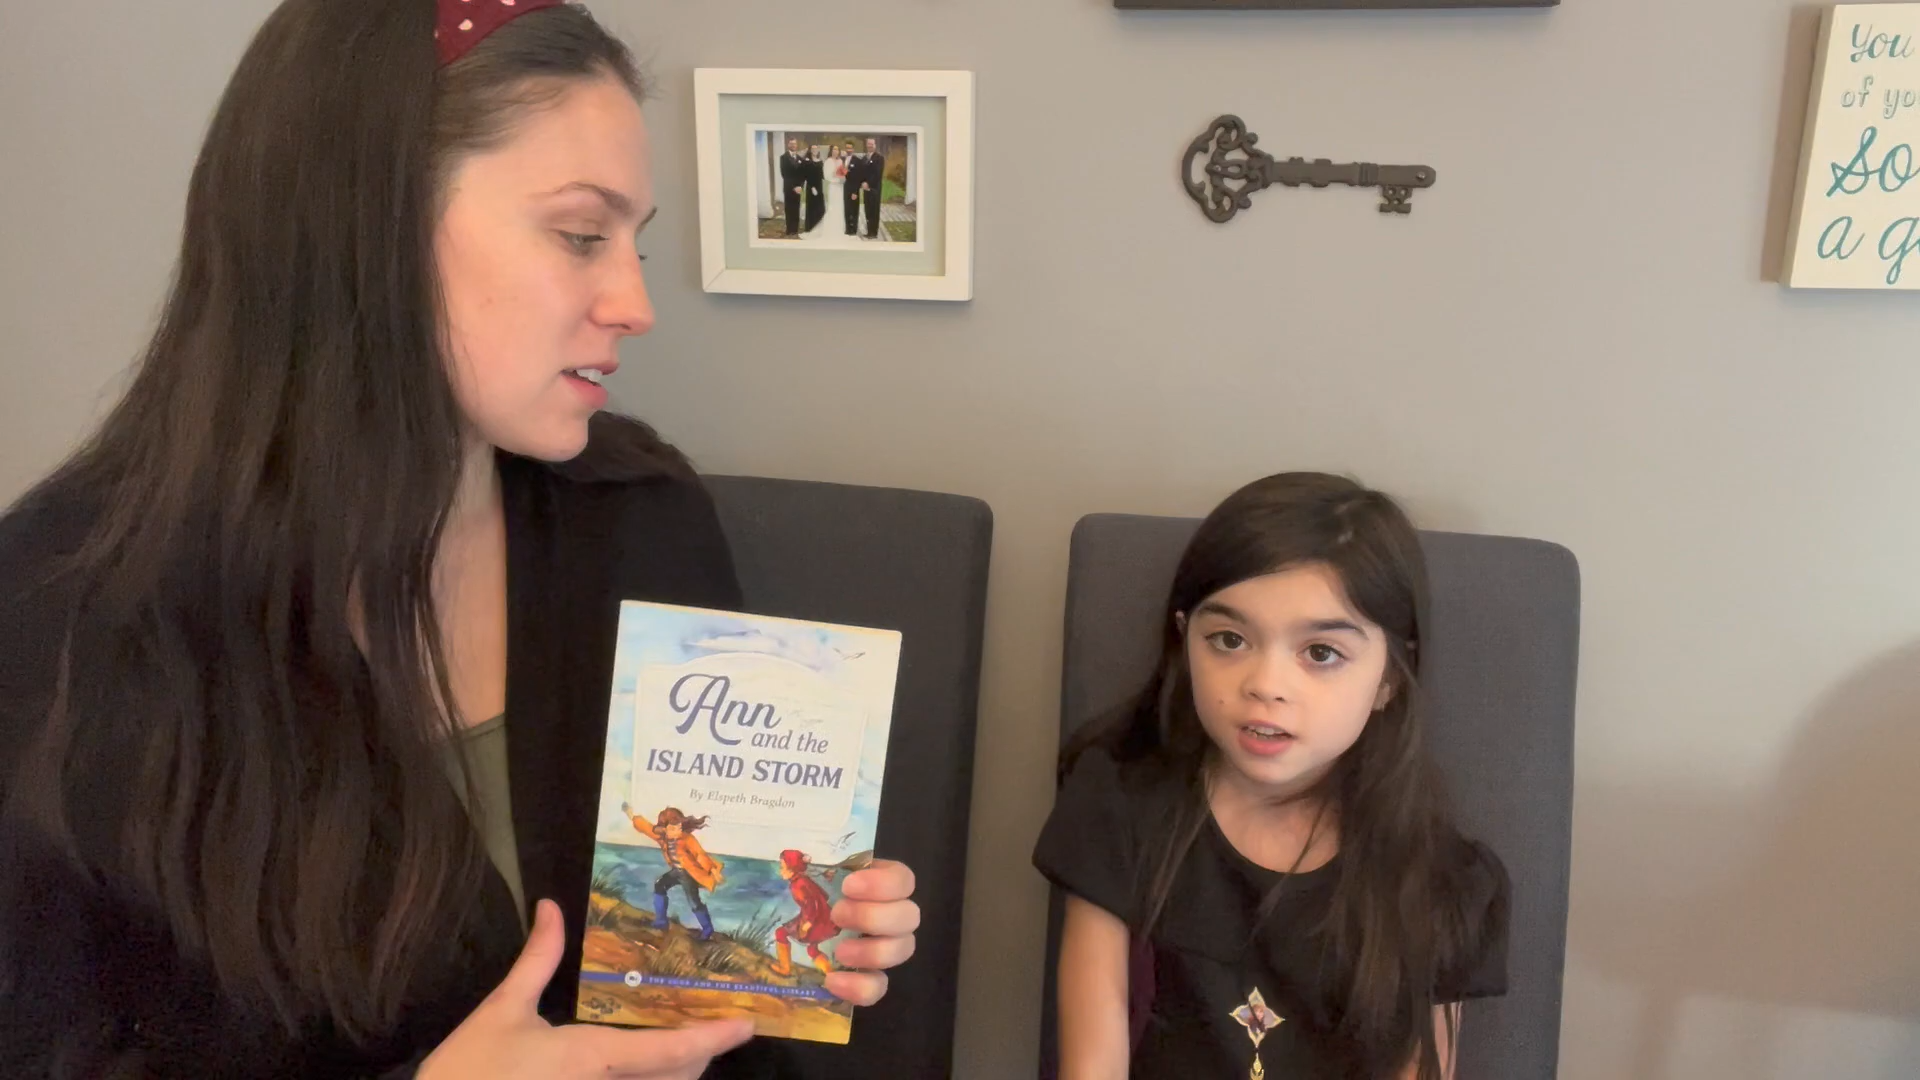 You
of yo
So
a g
Ann
and the
ISLAND STORM
By Elspeth Bragdon
THE GOOD AND THE BEAUTIFUL LIBRARY